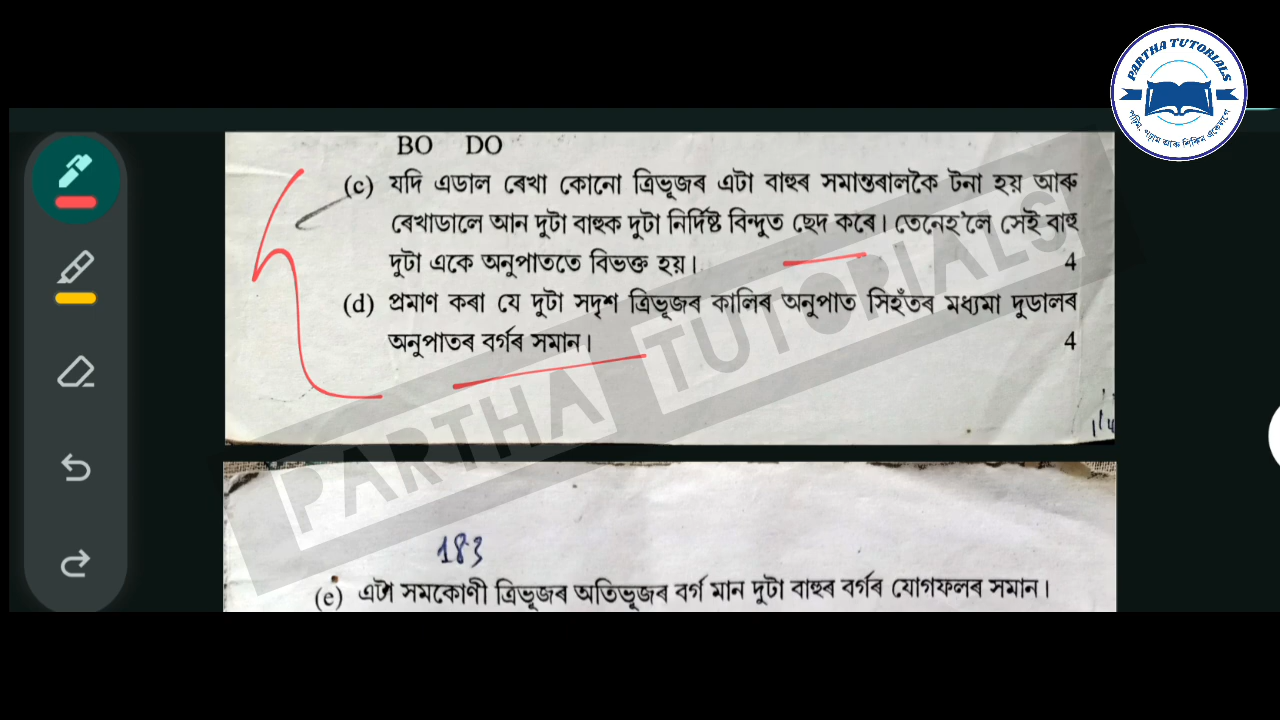 PARTHA TUTORIALS
BO DO
(c) যদি এডাল ৰেখা কোনো ত্ৰিভূজৰ এটা বাহুৰ সমান্তৰালকৈ টনা হয় আৰু
ৰেখাডালে আন দুটা বাহুক দুটা নিৰ্দিষ্ট বিন্দুত ছেদ কৰে। তেনেহ'লে সেই বাহু
দুটা একে অনুপাততে বিভক্ত হয়। 4
(d) প্ৰমাণ কৰা যে দুটা সদৃশ ত্ৰিভূজৰ কালিৰ অনুপাত সিহঁতৰ মধ্যমা দুডালৰ
অনুপাতৰ বৰ্গৰ সমান। 4
PARTHA TUTORIALS
183
(e) এটা সমকোণী ত্ৰিভূজৰ অতিভূজৰ বৰ্গ মান দুটা বাহুৰ বৰ্গৰ যোগফলৰ সমান।